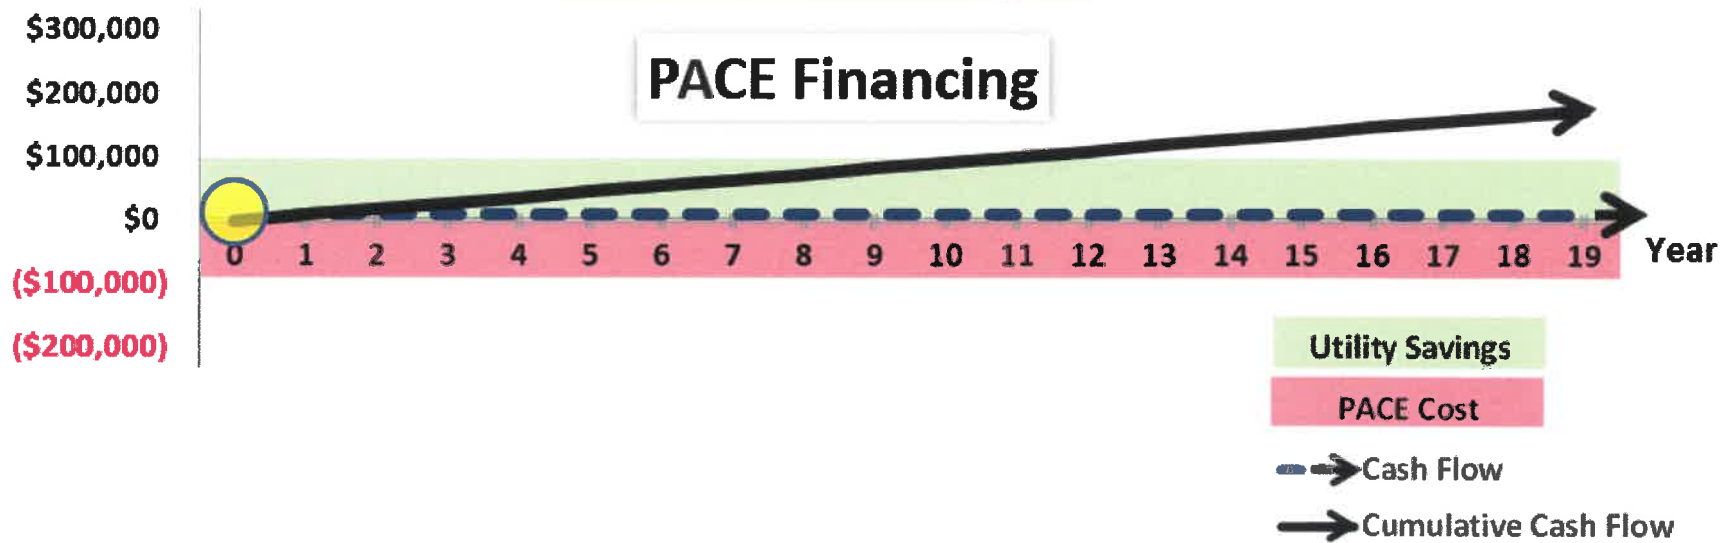 PACE Financing
$300,000
$200,000
$100,000
$0
($100,000)
($200,000)
0 1 2 3 4 5 6 7 8 9 10 11 12 13 14 15 16 17 18 19
Year
Utility Savings
PACE Cost
Cash Flow
Cumulative Cash Flow